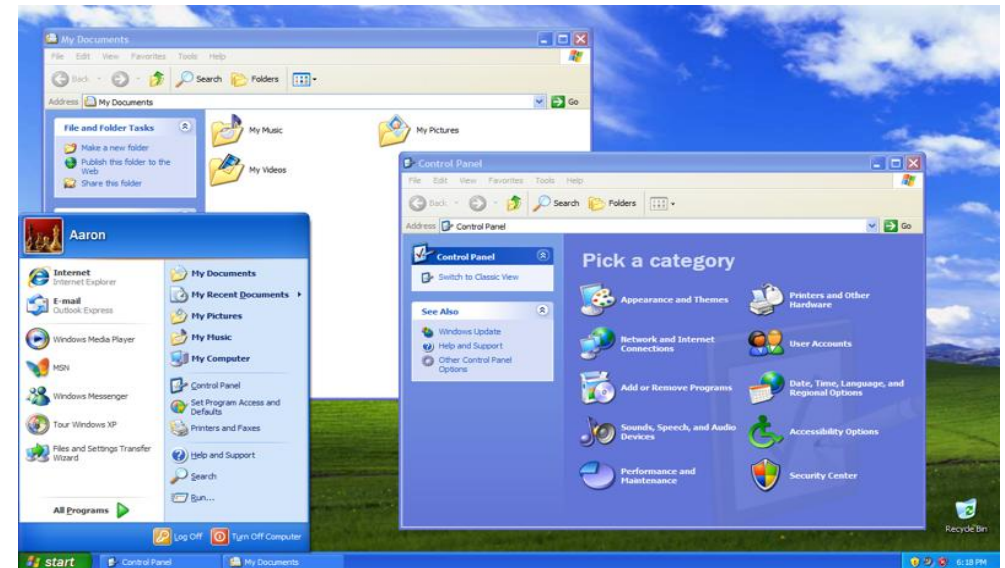 My Documents
File Edit View Favorites Tools Help
Back Search Folders
Address My Documents Go
File and Folder Tasks
Make a new folder
Publish this folder to the
Web
Share this folder
My Music
My Pictures
My Videos
Control Panel
File Edit View Favorites Tools Help
Back Search Folders
Address Control Panel Go
Control Panel
Switch to Classic View
See Also
Windows Update
Help and Support
Other Control Panel
Options
Pick a category
Appearance and Themes
Printers and Other
Hardware
Network and Internet
Connections
User Accounts
Add or Remove Programs
Date, Time, Language, and
Regional Options
Sounds, Speech, and Audio
Devices
Accessibility Options
Performance and
Maintenance
Security Center
Aaron
Internet
Internet Explorer
E-mail
Outlook Express
Windows Media Player
MSN
Windows Messenger
Tour Windows XP
Files and Settings Transfer
Wizard
All Programs
My Documents
My Recent Documents
My Pictures
My Music
My Computer
Control Panel
Set Program Access and
Defaults
Printers and Faxes
Help and Support
Search
Run...
Log Off Turn Off Computer
Recycle Bin
start Control Panel My Documents 6:18 PM